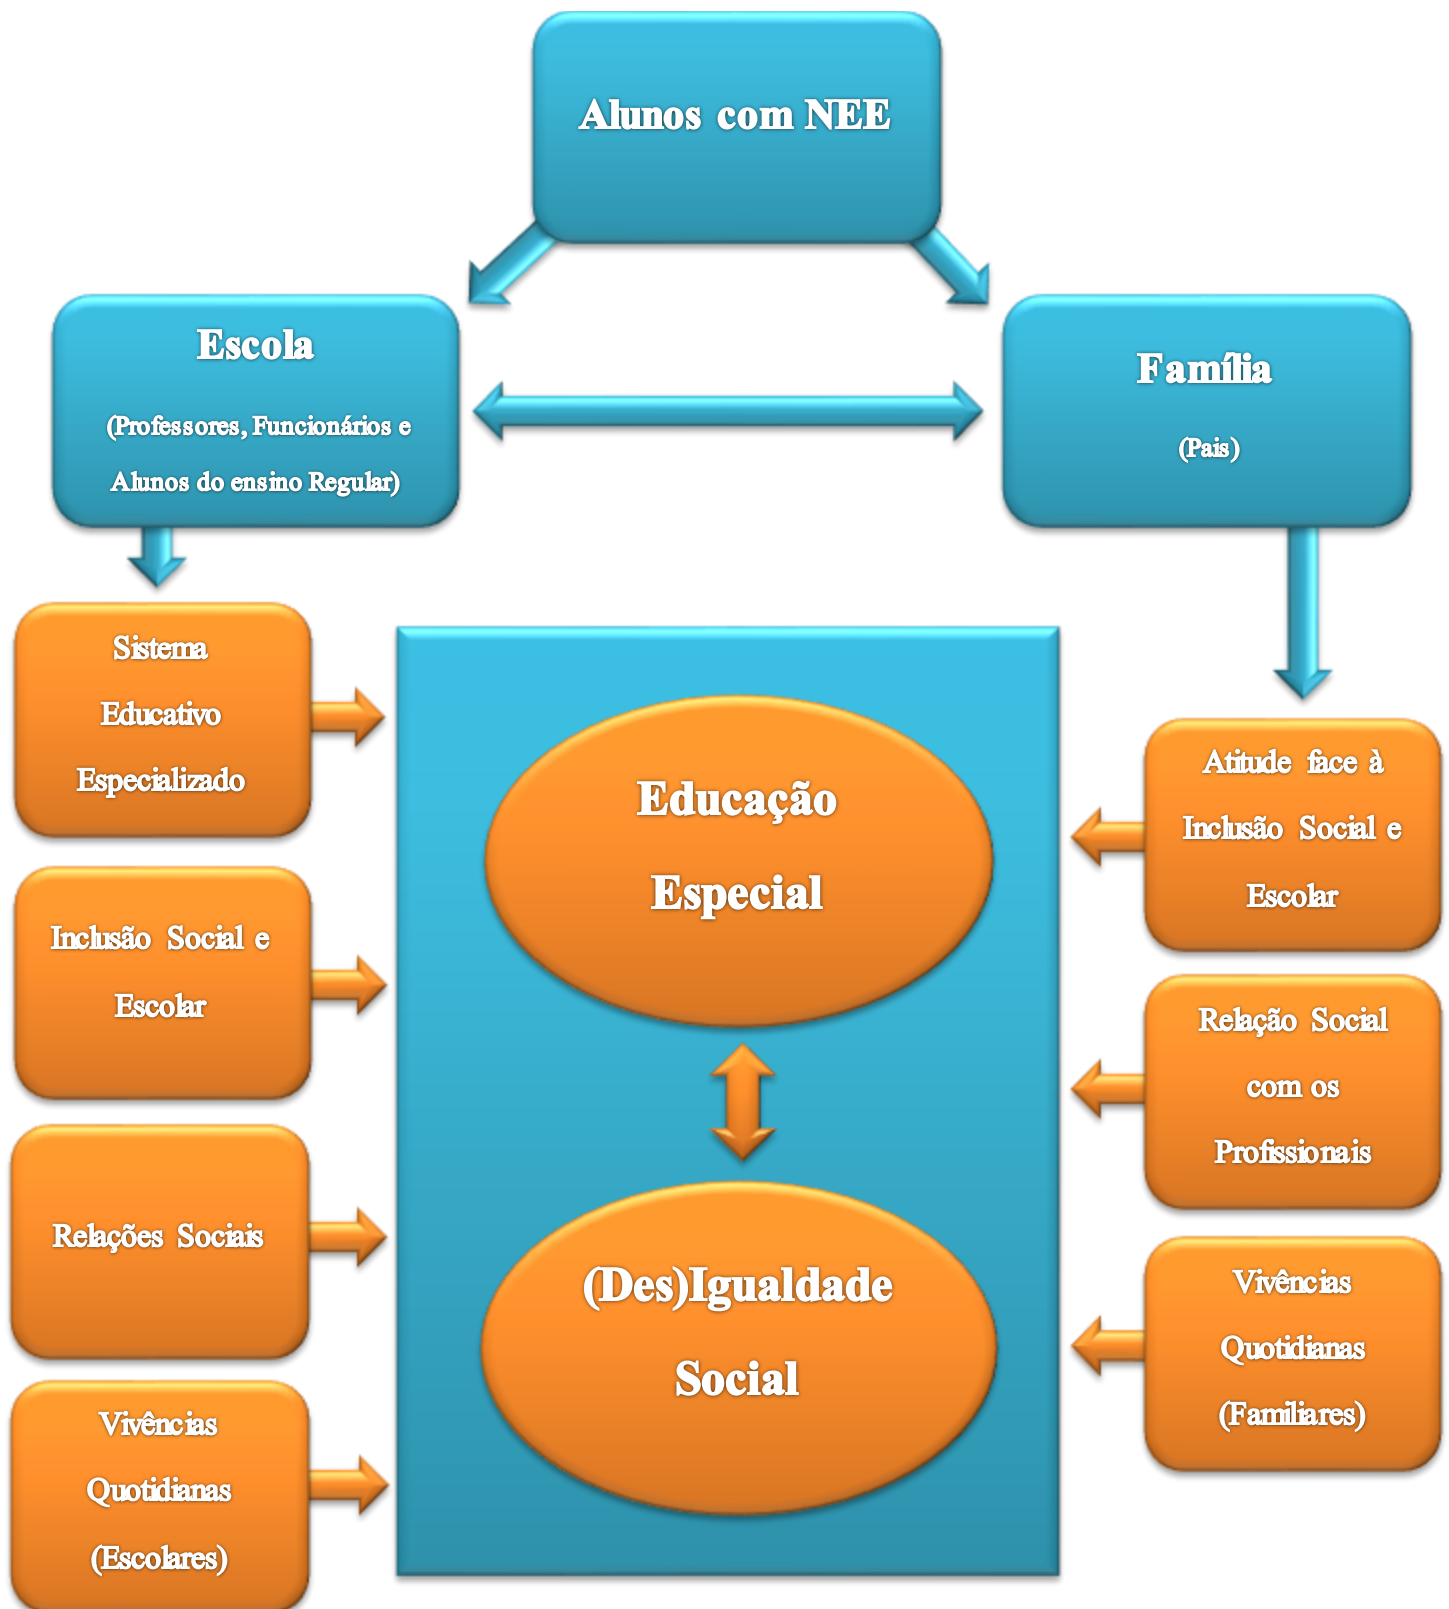 Alunos com NEE
Escola
(Professores, Funcionários e
Alunos do ensino Regular)
Família
(Pais)
Sistema
Educativo
Especializado
Inclusão Social e
Escolar
Relações Sociais
Vivências
Quotidianas
(Escolares)
Educação
Especial
(Des)Igualdade
Social
Atitude face à
Inclusão Social e
Escolar
Relação Social
com os
Profissionais
Vivências
Quotidianas
(Familiares)